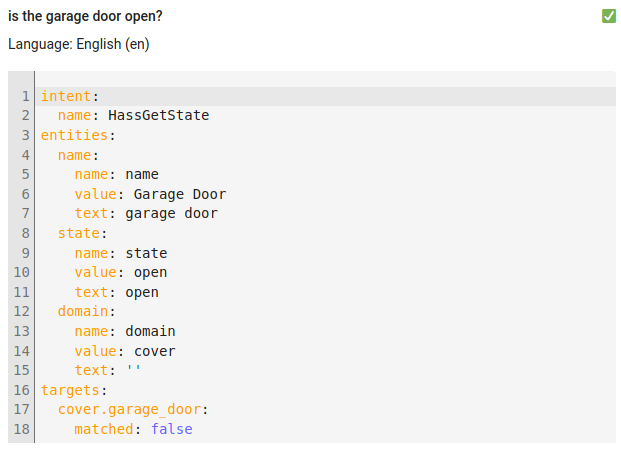 is the garage door open? ✅
Language: English (en)
1 intent:
2   name: HassGetState
3 entities:
4   name:
5     name: name
6     value: Garage Door
7     text: garage door
8   state:
9     name: state
10     value: open
11     text: open
12   domain:
13     name: domain
14     value: cover
15     text: ''
16 targets:
17   cover.garage_door:
18     matched: false